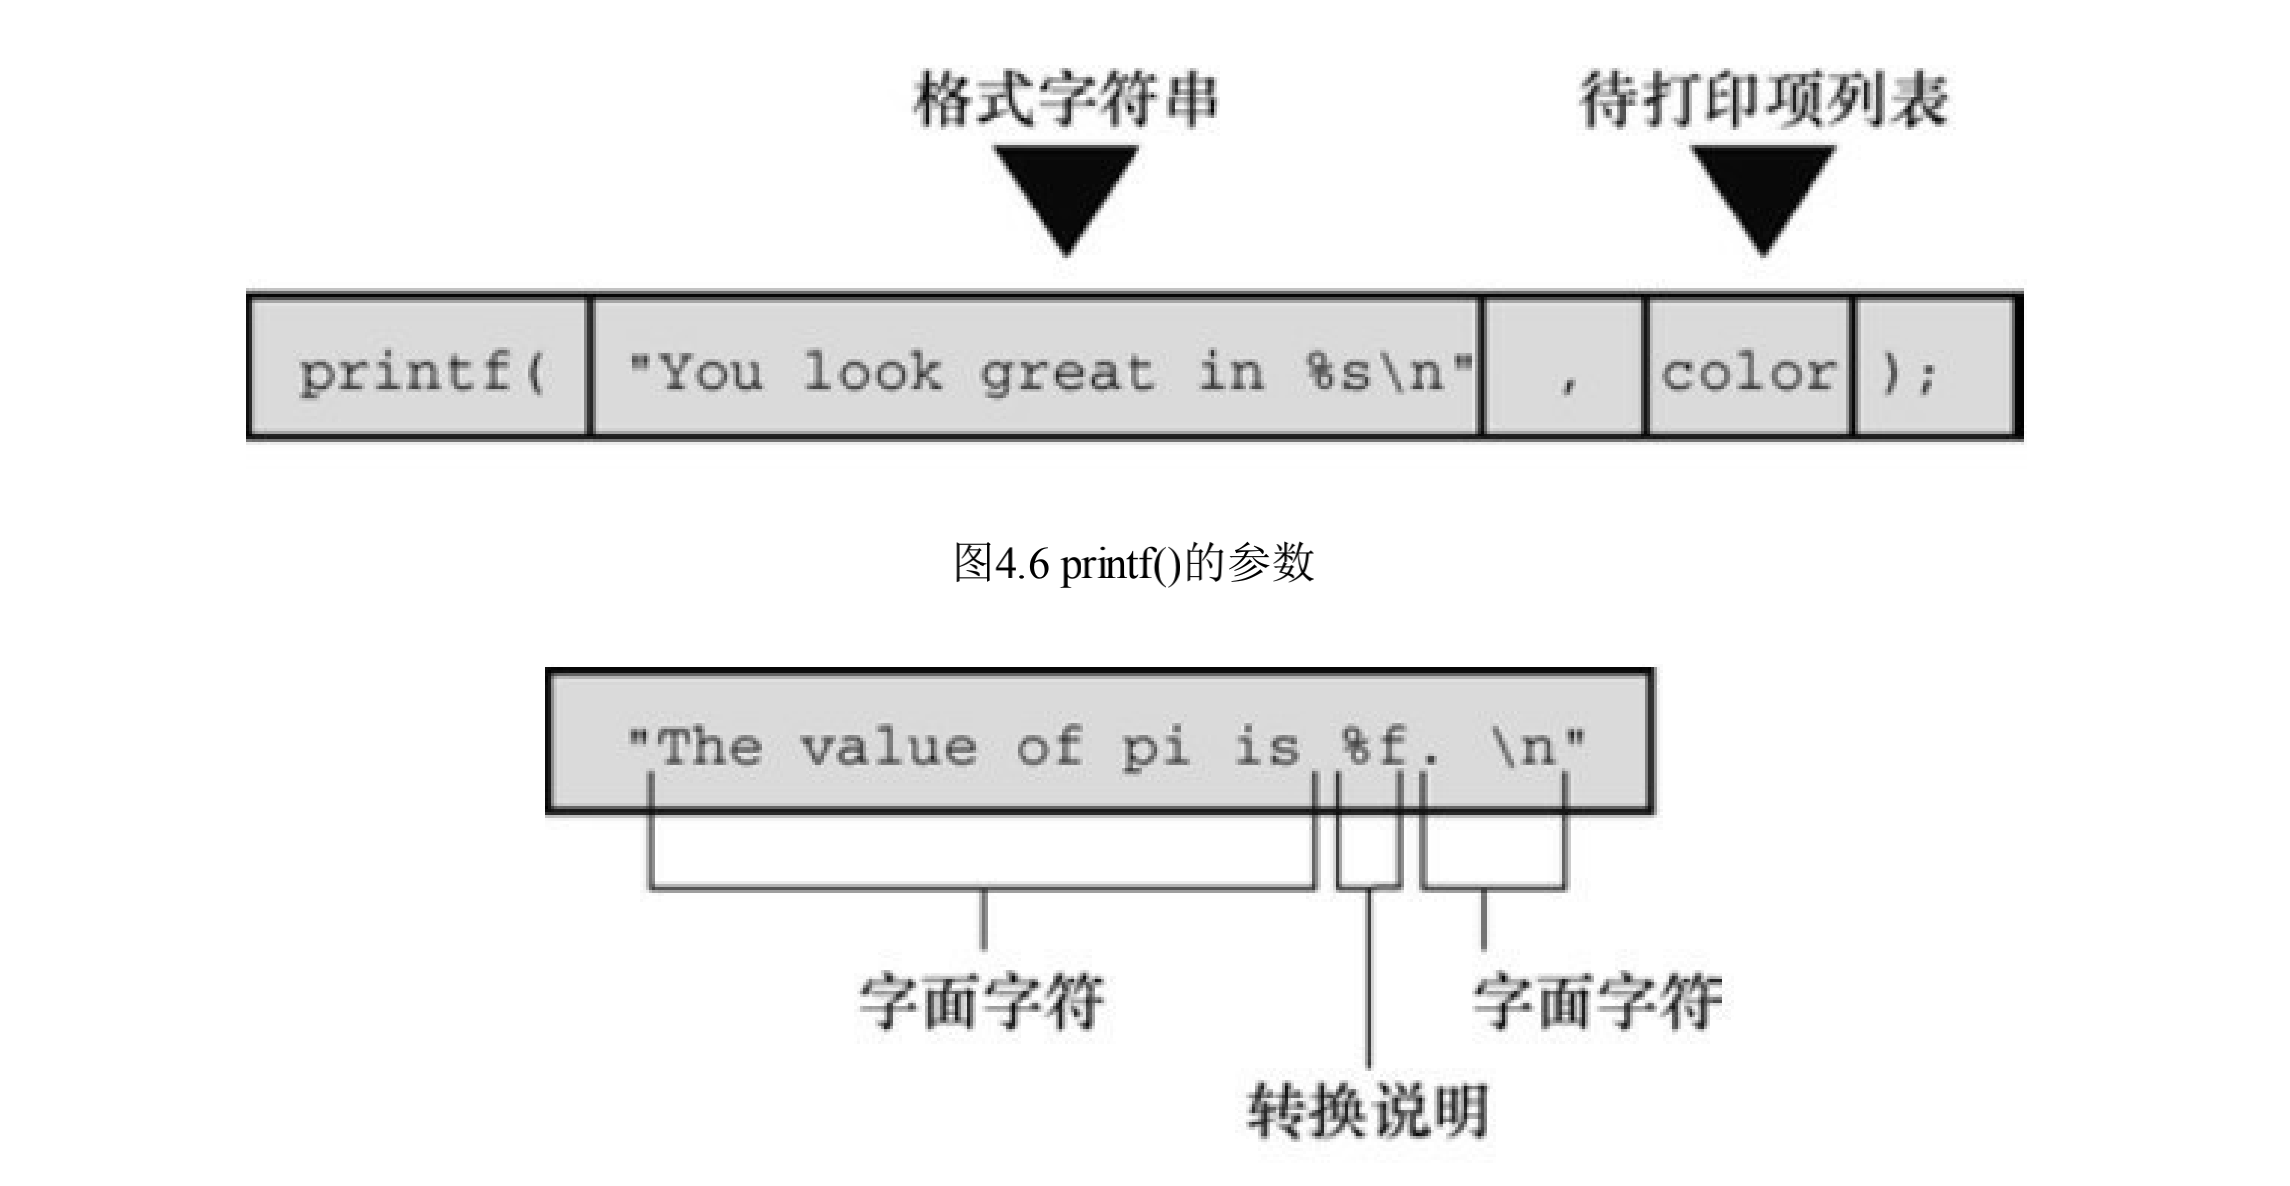 格式字符串 待打印项列表
printf( "You look great in %s\n" , color );
图4.6 printf()的参数
"The value of pi is %f. \n"
字面字符 字面字符
转换说明